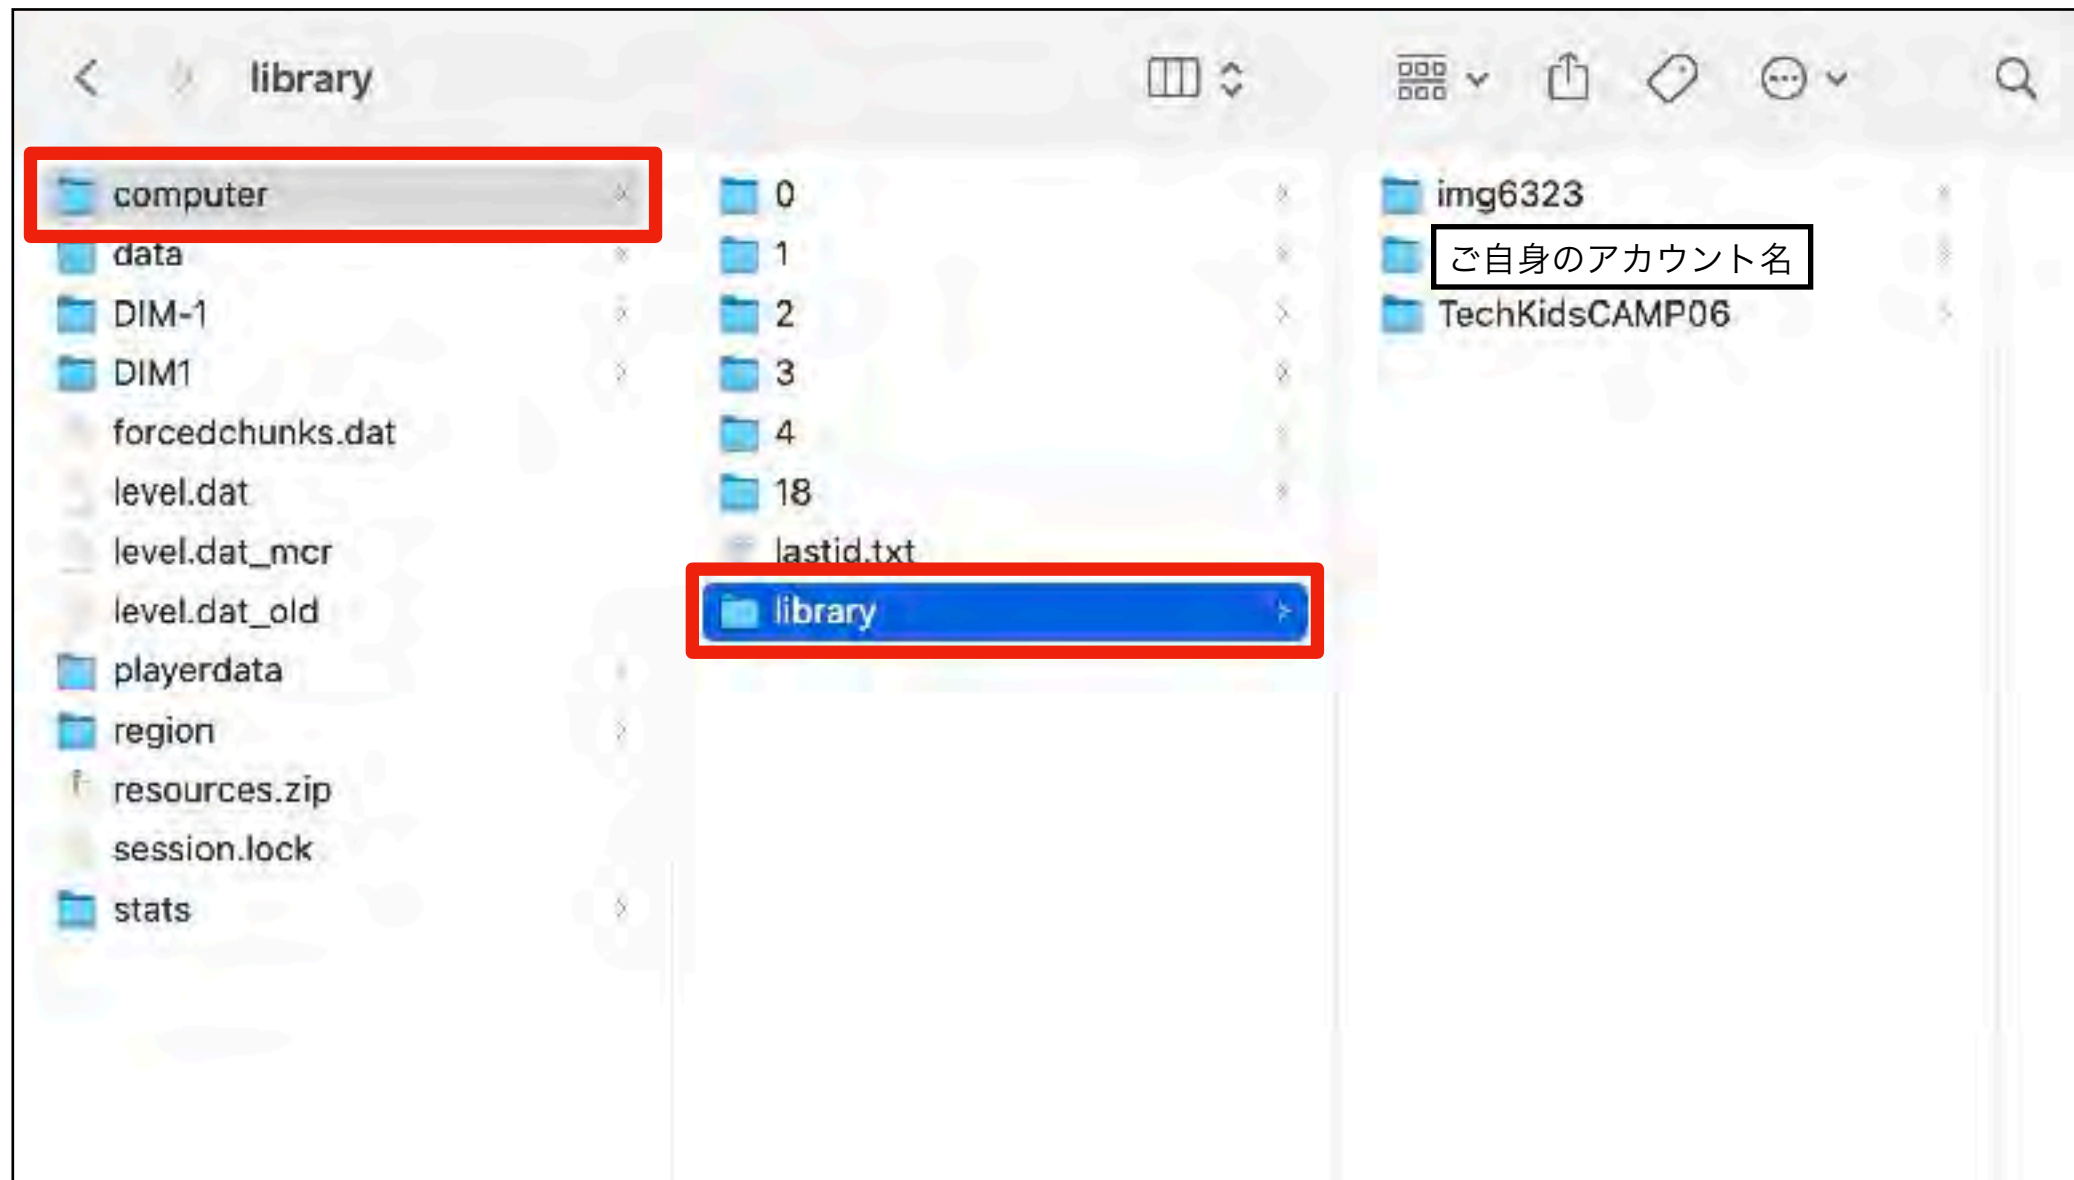 library
computer
data
DIM-1
DIM1
forcedchunks.dat
level.dat
level.dat_mcr
level.dat_old
playerdata
region
resources.zip
session.lock
stats
0
1
2
3
4
18
lastid.txt
library
img6323
ご自身のアカウント名
TechKidsCAMP06